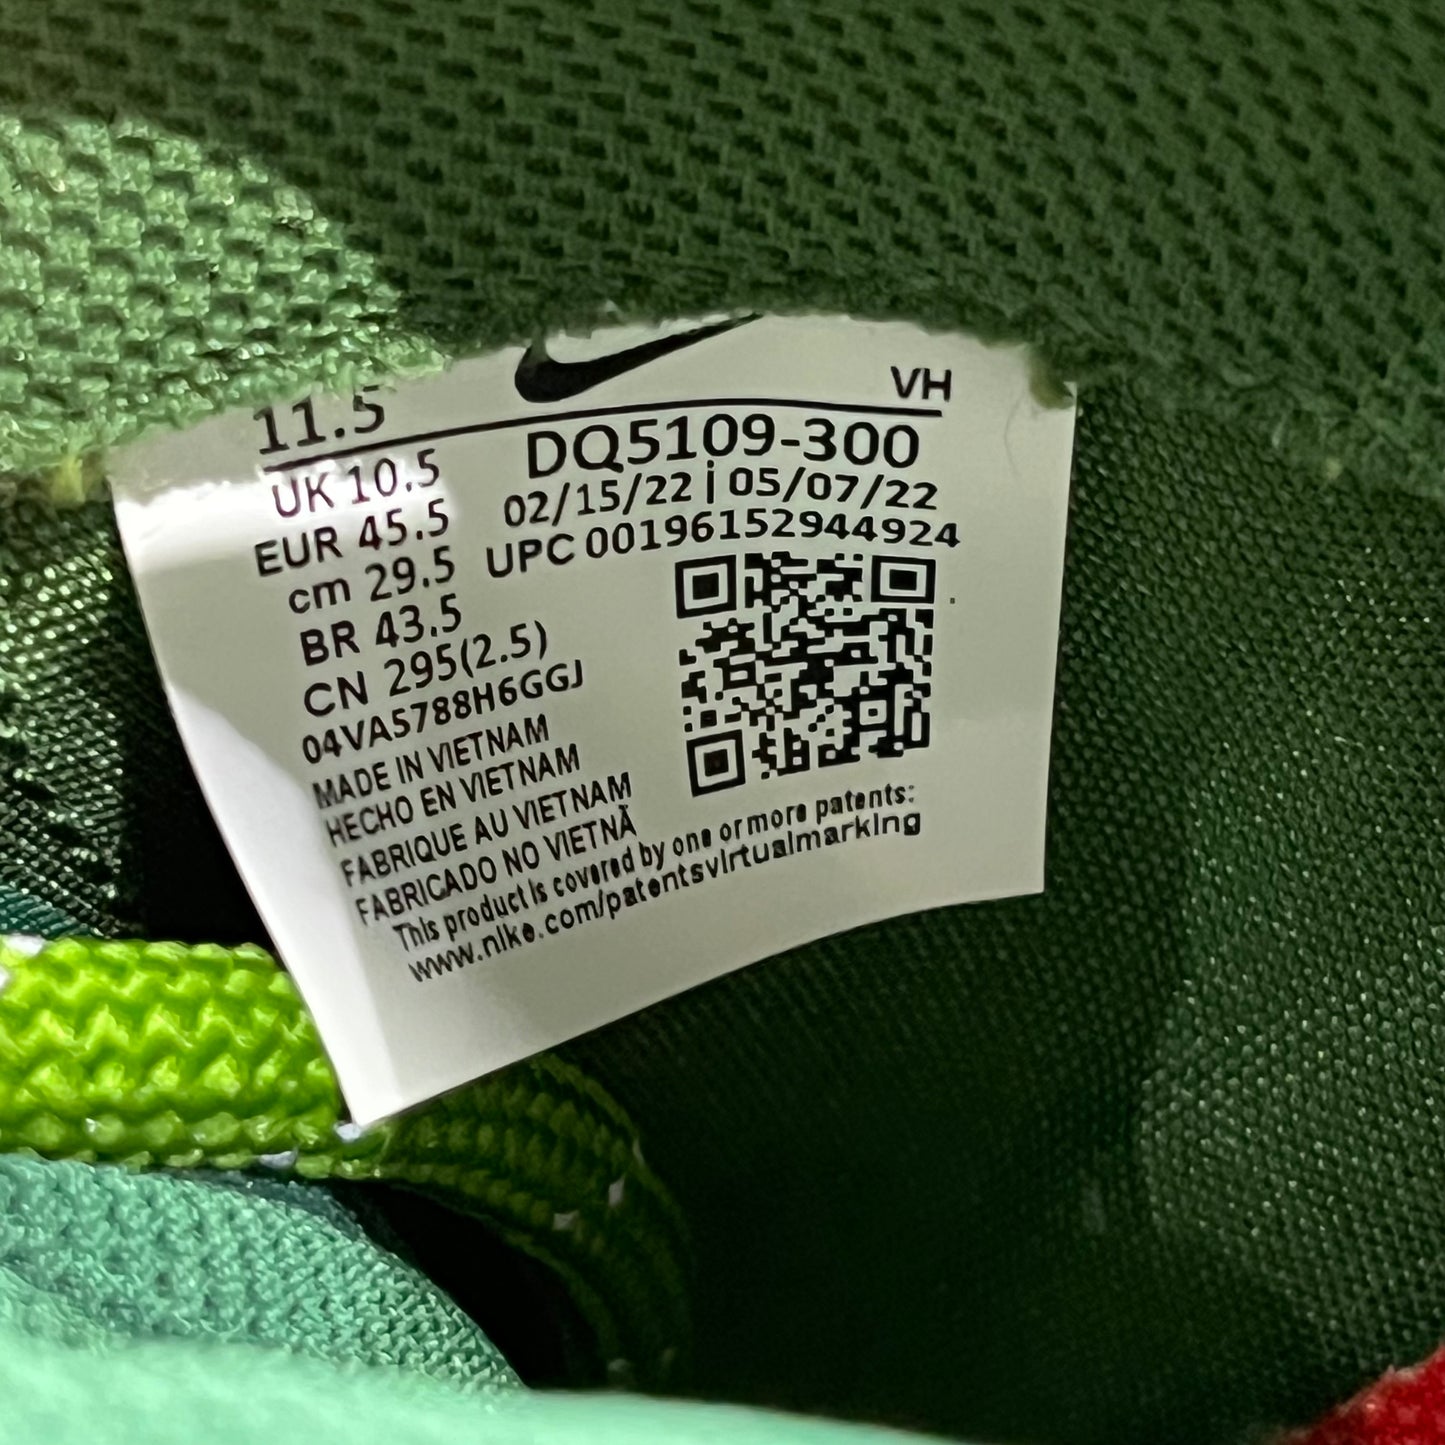 11.5
VH
UK 10.5
EUR 45.5
cm 29.5
BR 43.5
CN 295(2.5)
04VA5788H6GGJ
DQ5109-300
02/15/22 | 05/07/22
UPC 00196152944924
MADE IN VIETNAM
HECHO EN VIETNAM
FABRIQUE AU VIETNAM
FABRICADO NO VIETNÃ
This product is covered by one or more patents:
www.nike.com/patentsvirtualmarking